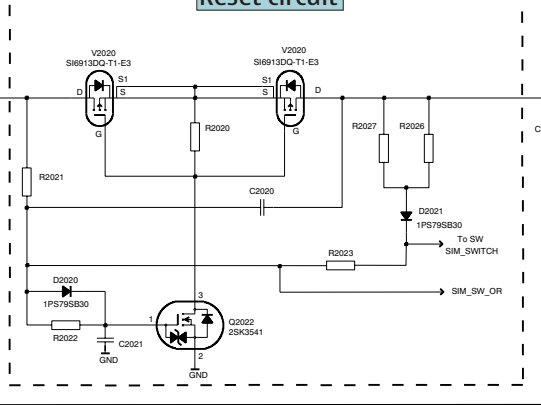 Reset circuit
V2020
SI6913DQ-T1-E3
V2020
SI6913DQ-T1-E3
D
S1
S
S1
S
D
G
G
R2020
R2027
R2026
R2021
C2020
D2021
1PS79SB30
To SW
SIM_SWITCH
R2023
D2020
1PS79SB30
SIM_SW_OR
3
1
Q2022
2SK3541
R2022
C2021
2
GND
GND
C